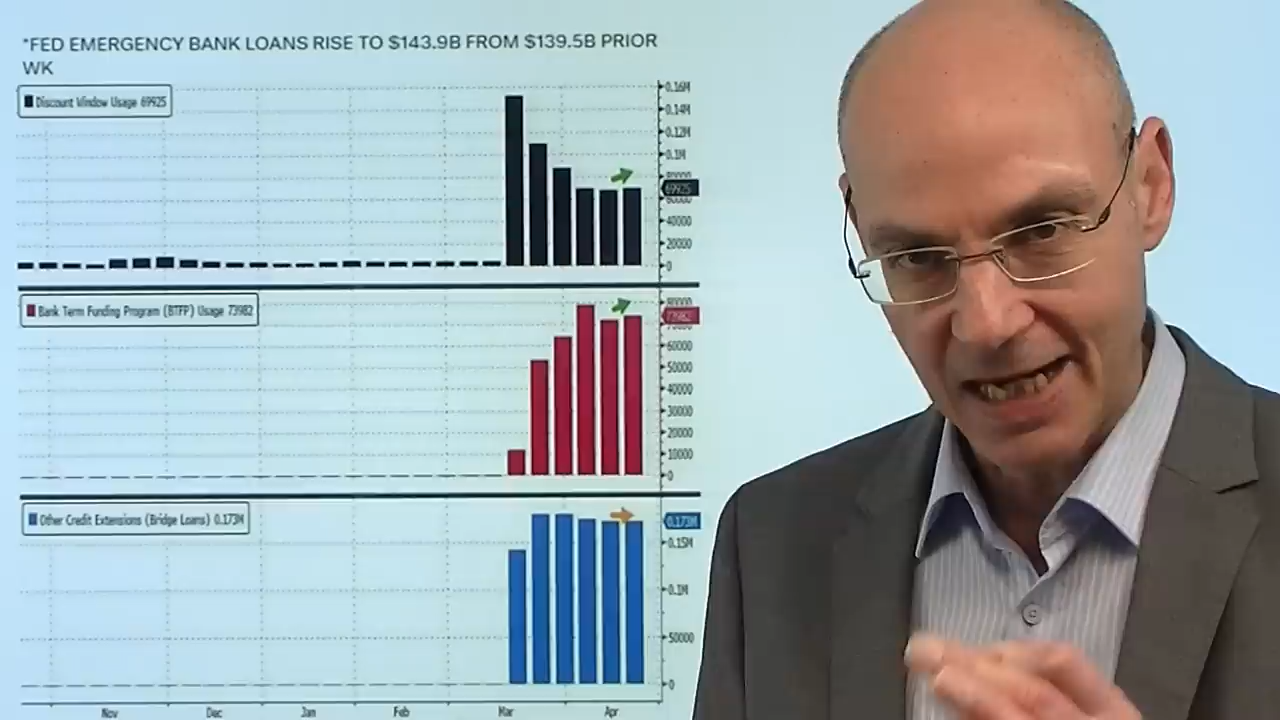 *FED EMERGENCY BANK LOANS RISE TO $143.9B FROM $139.5B PRIOR
WK
Discount Window Usage 69925
0.16M
0.14M
0.12M
0.1M
80000
69925
60000
40000
20000
0
Bank Term Funding Program (BTFP) Usage 73982
80000
73982
70000
60000
50000
40000
30000
20000
10000
0
Other Credit Extensions (Bridge Loans) 0.173M
0.173M
0.15M
0.1M
50000
0
Nov Dec Jan Feb Mar Apr